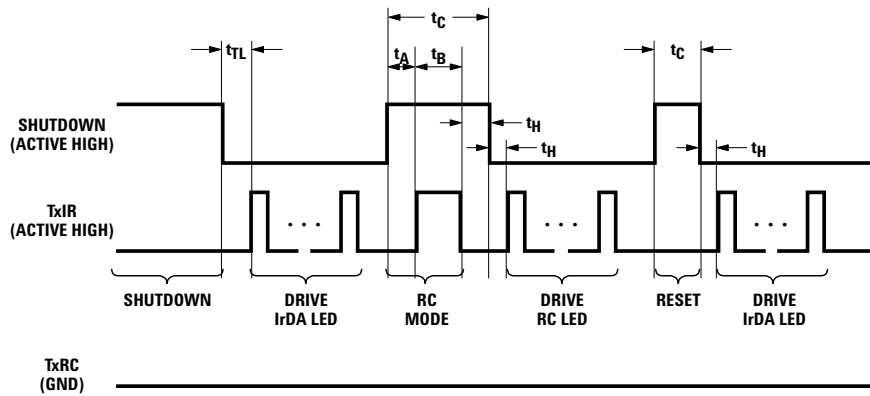 tC
tTL
tA
tB
tC
SHUTDOWN
(ACTIVE HIGH)
tH
tH
tH
TxIR
(ACTIVE HIGH)
SHUTDOWN
DRIVE
IrDA LED
RC
MODE
DRIVE
RC LED
RESET
DRIVE
IrDA LED
TxRC
(GND)